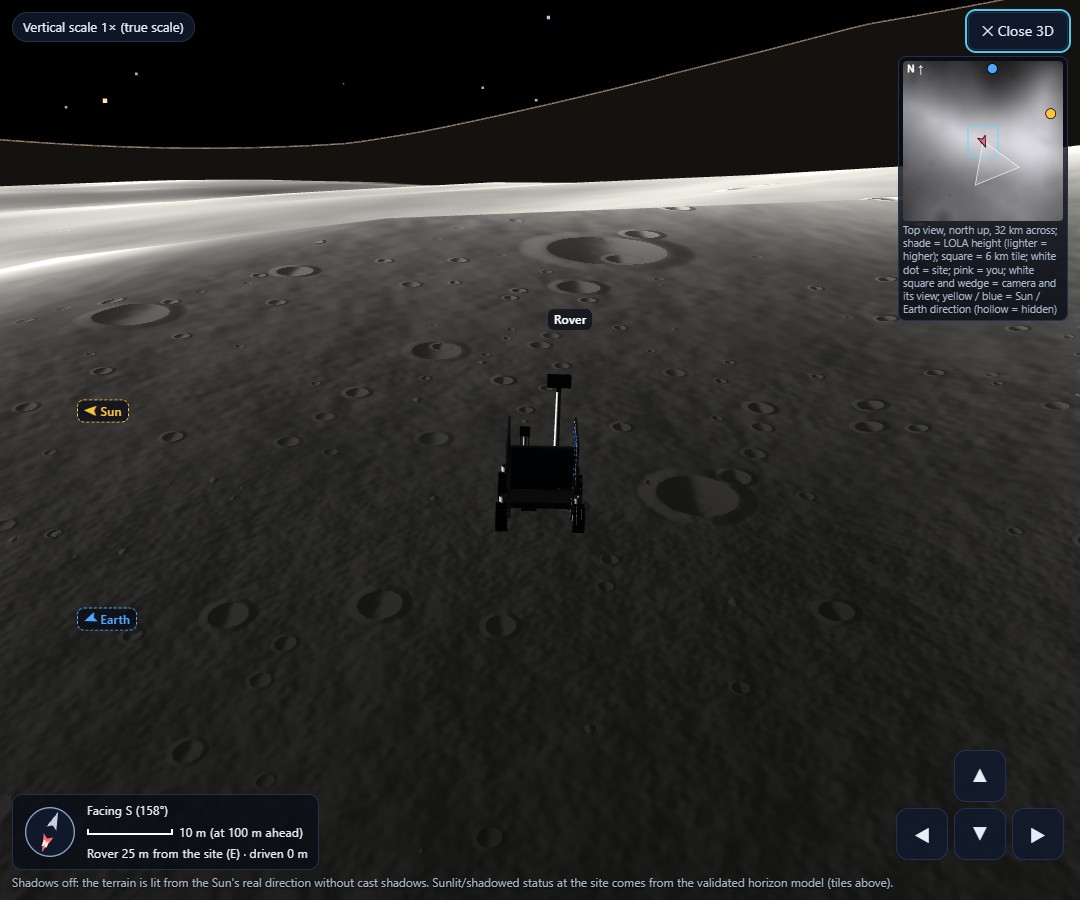 Vertical scale 1× (true scale)
✕ Close 3D
N ↑
Top view, north up, 32 km across;
shade = LOLA height (lighter =
higher); square = 6 km tile; white
dot = site; pink = you; white
square and wedge = camera and
its view; yellow / blue = Sun /
Earth direction (hollow = hidden)
Rover
Sun
Earth
Facing S (158°)
10 m (at 100 m ahead)
Rover 25 m from the site (E) · driven 0 m
Shadows off: the terrain is lit from the Sun's real direction without cast shadows. Sunlit/shadowed status at the site comes from the validated horizon model (tiles above).